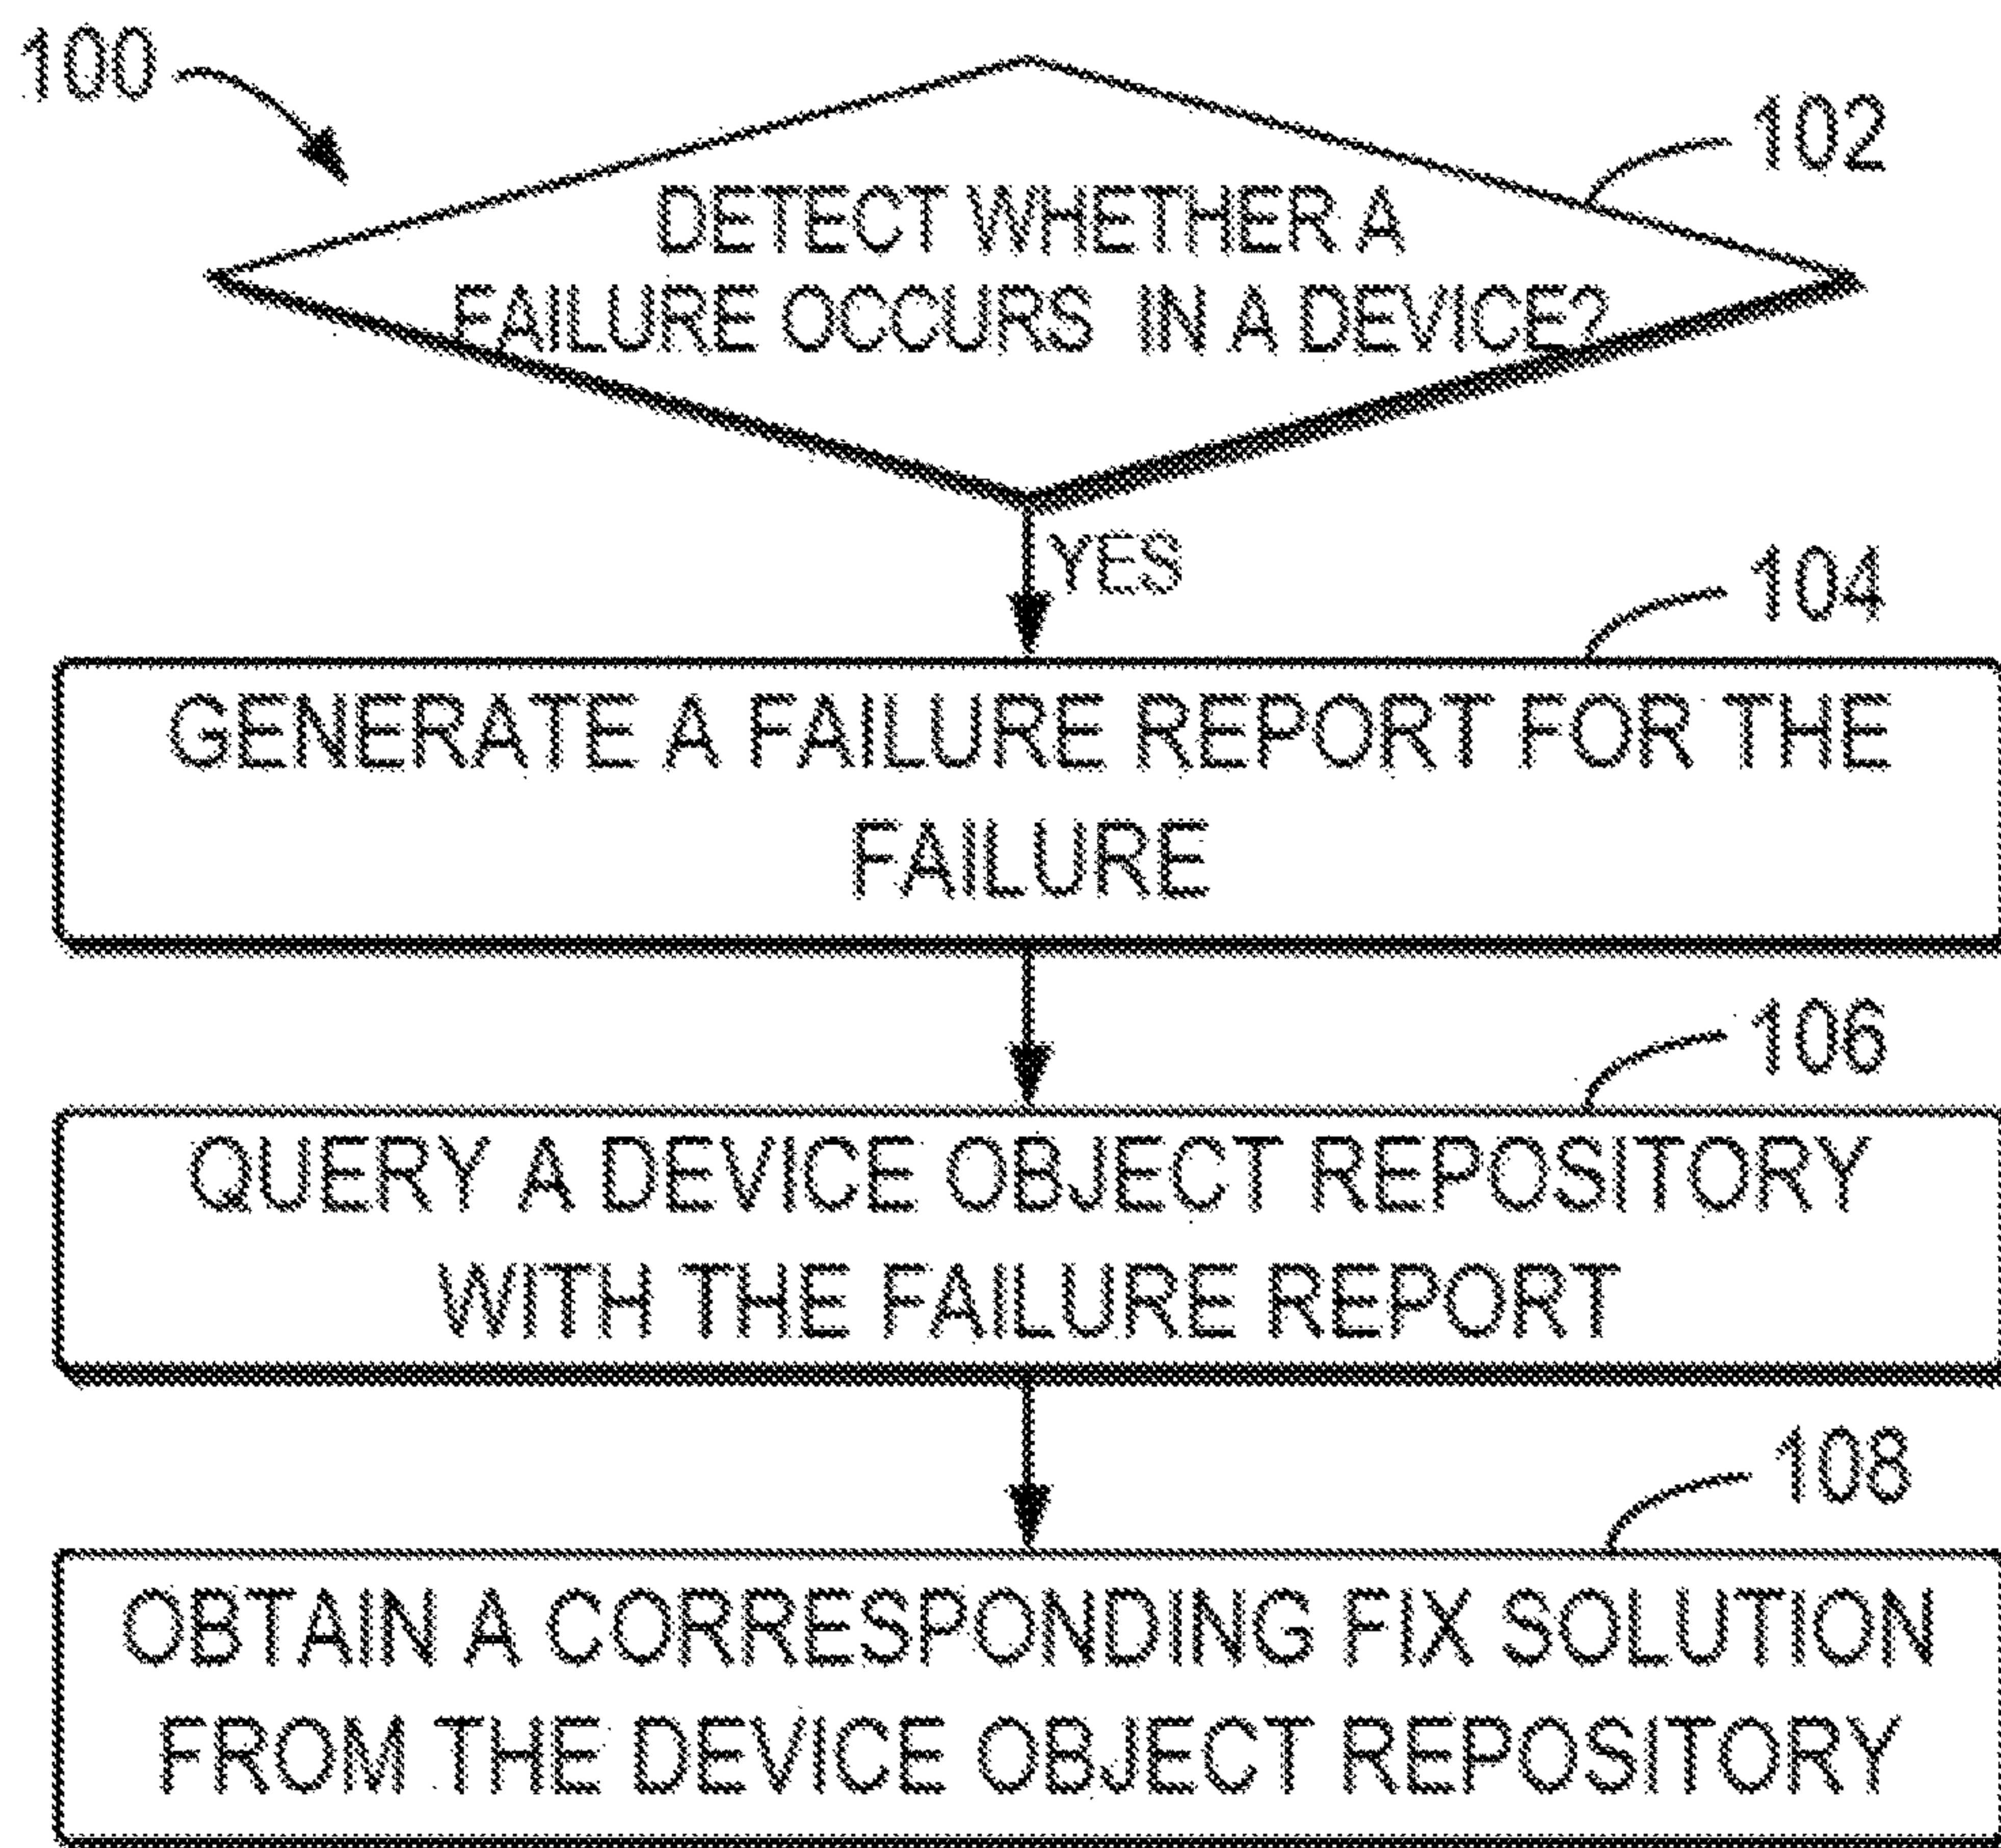 100
102
DETECT WHETHER A
FAILURE OCCURS IN A DEVICE?
YES
104
GENERATE A FAILURE REPORT FOR THE
FAILURE
106
QUERY A DEVICE OBJECT REPOSITORY
WITH THE FAILURE REPORT
108
OBTAIN A CORRESPONDING FIX SOLUTION
FROM THE DEVICE OBJECT REPOSITORY